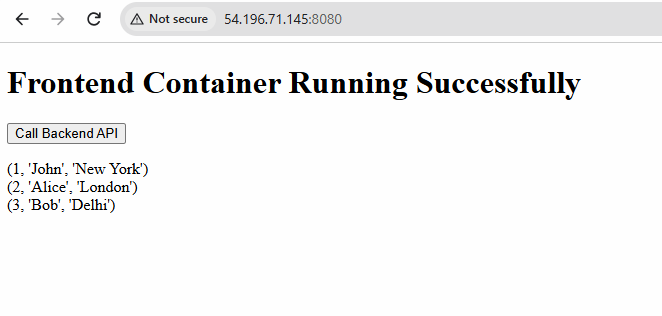 Not secure 54.196.71.145:8080
Frontend Container Running Successfully
Call Backend API
(1, 'John', 'New York')
(2, 'Alice', 'London')
(3, 'Bob', 'Delhi')